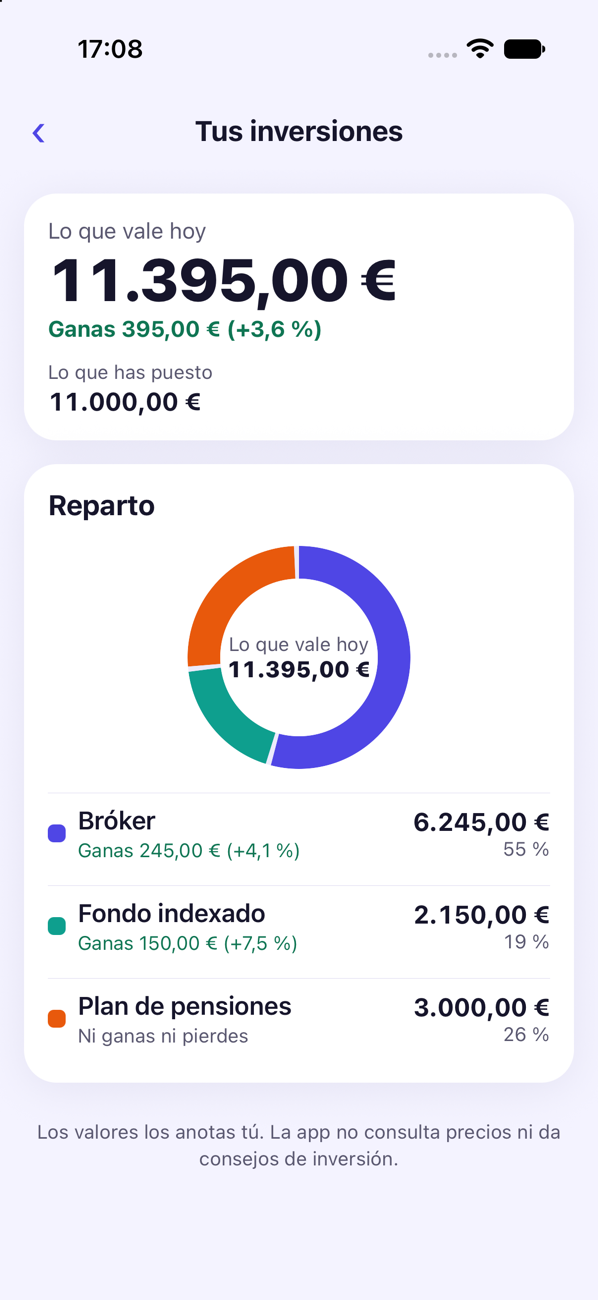 17:08
Tus inversiones
Lo que vale hoy
11.395,00 €
Ganas 395,00 € (+3,6 %)
Lo que has puesto
11.000,00 €
Reparto
Lo que vale hoy
11.395,00 €
Bróker
6.245,00 €
Ganas 245,00 € (+4,1 %)
55 %
Fondo indexado
2.150,00 €
Ganas 150,00 € (+7,5 %)
19 %
Plan de pensiones
3.000,00 €
Ni ganas ni pierdes
26 %
Los valores los anotas tú. La app no consulta precios ni da
consejos de inversión.